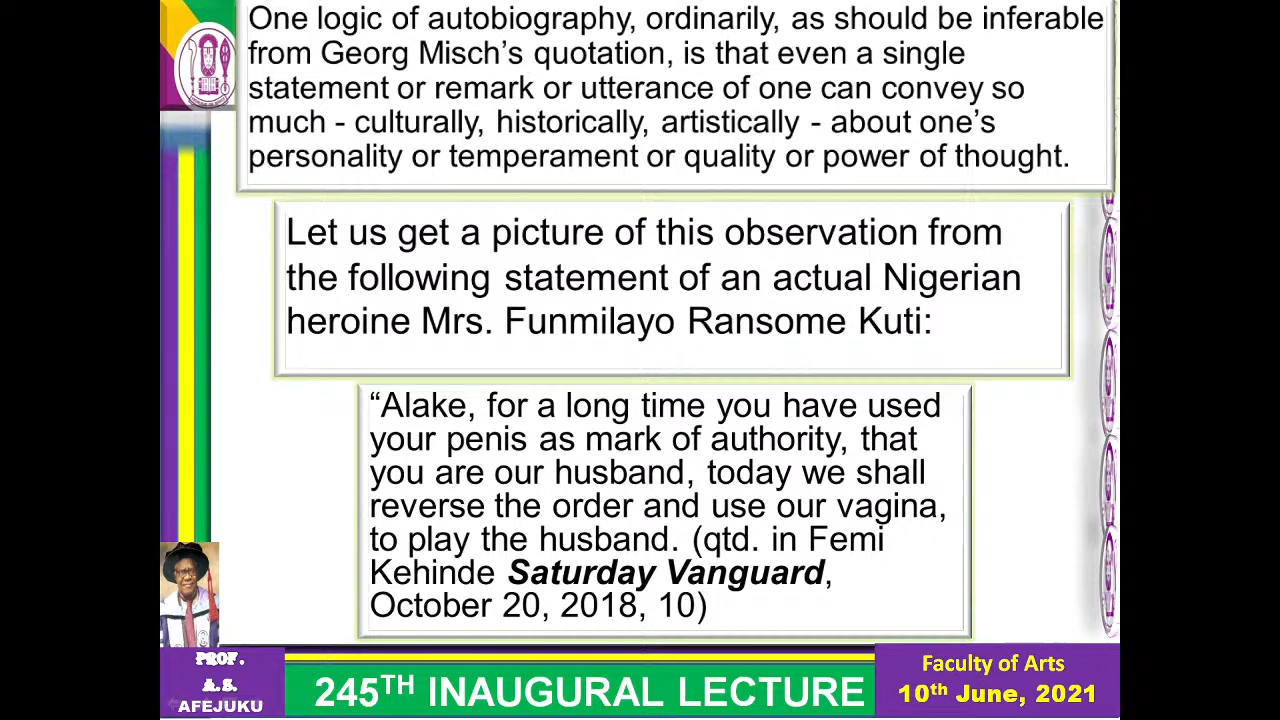 One logic of autobiography, ordinarily, as should be inferable
from Georg Misch’s quotation, is that even a single
statement or remark or utterance of one can convey so
much - culturally, historically, artistically - about one’s
personality or temperament or quality or power of thought.
Let us get a picture of this observation from
the following statement of an actual Nigerian
heroine Mrs. Funmilayo Ransome Kuti:
“Alake, for a long time you have used
your penis as mark of authority, that
you are our husband, today we shall
reverse the order and use our vagina,
to play the husband. (qtd. in Femi
Kehinde Saturday Vanguard,
October 20, 2018, 10)
PROF.
A.S.
AFEJUKU
245TH INAUGURAL LECTURE
Faculty of Arts
10th June, 2021